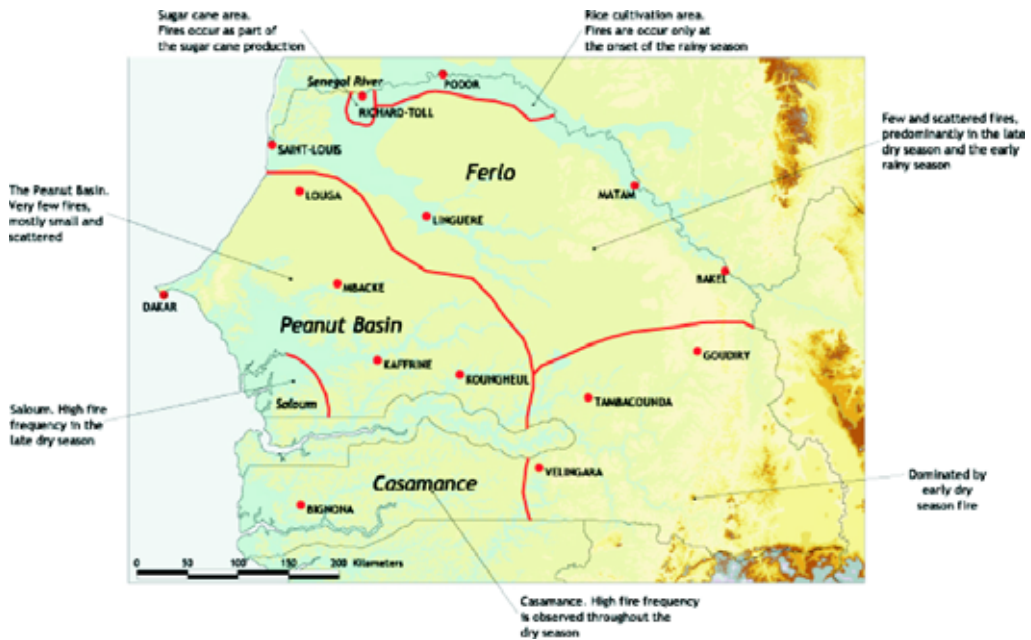 Sugar cane area.
Fires occur as part of
the sugar cane production
Rice cultivation area.
Fires are occur only at
the onset of the rainy season
Senegal River
PODOR
RICHARD-TOLL
SAINT-LOUIS
Few and scattered fires,
predominantly in the late
dry season and the early
rainy season
Ferlo
The Peanut Basin.
Very few fires,
mostly small and
scattered
LOUGA
MATAM
LINGUERE
BAKEL
MBACKE
DAKAR
Peanut Basin
GOUDIRY
KAFFRINE
KOUNGHEUL
TAMBACOUNDA
Saloum
Saloum. High fire
frequency in the
late dry season
VELINGARA
Casamance
Dominated by
early dry
season fire
BIGNONA
0 50 100 150 200 Kilometers
Casamance. High fire frequency
is observed throughout the
dry season